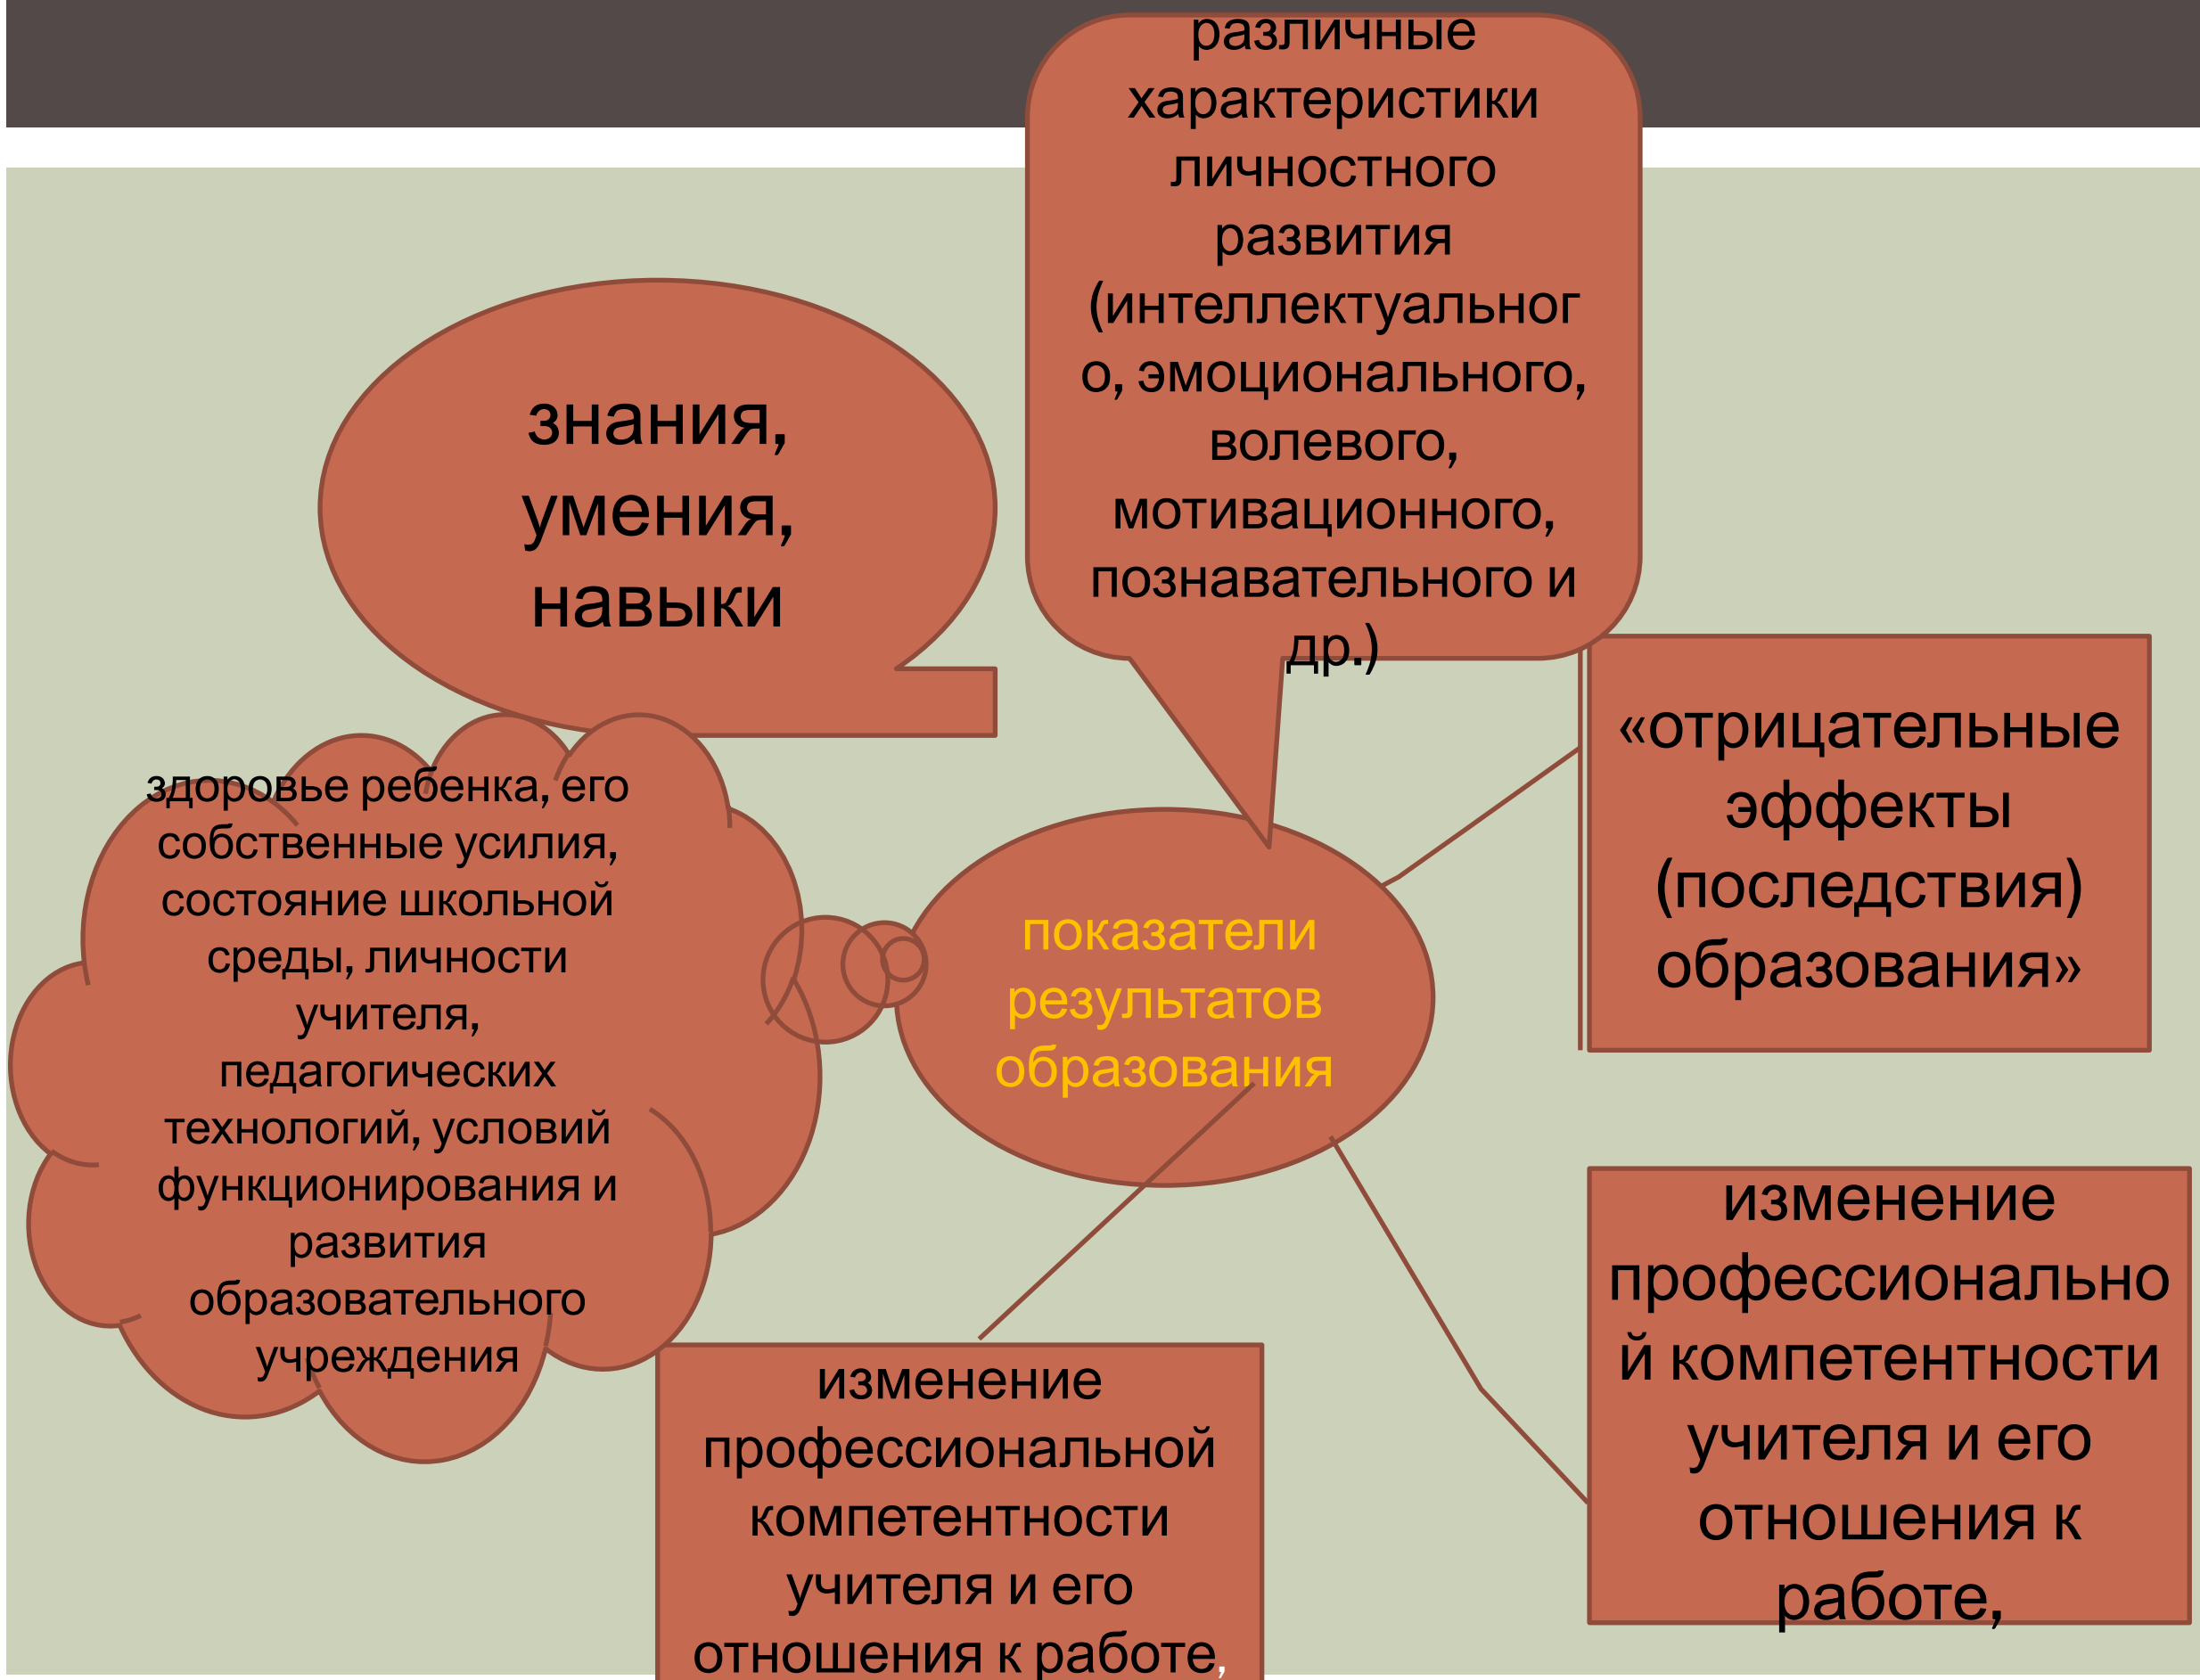 различные
характеристики
личностного
развития
(интеллектуальног
о, эмоционального,
волевого,
мотивационного,
познавательного и
др.)
знания,
умения,
навыки
«отрицательные
эффекты
(последствия)
образования»
здоровье ребенка, его
собственные усилия,
состояние школьной
среды, личности
учителя,
педагогических
технологий, условий
функционирования и
развития
образовательного
учреждения
показатели
результатов
образования
изменение
профессионально
й компетентности
учителя и его
отношения к
работе,
изменение
профессиональной
компетентности
учителя и его
отношения к работе,